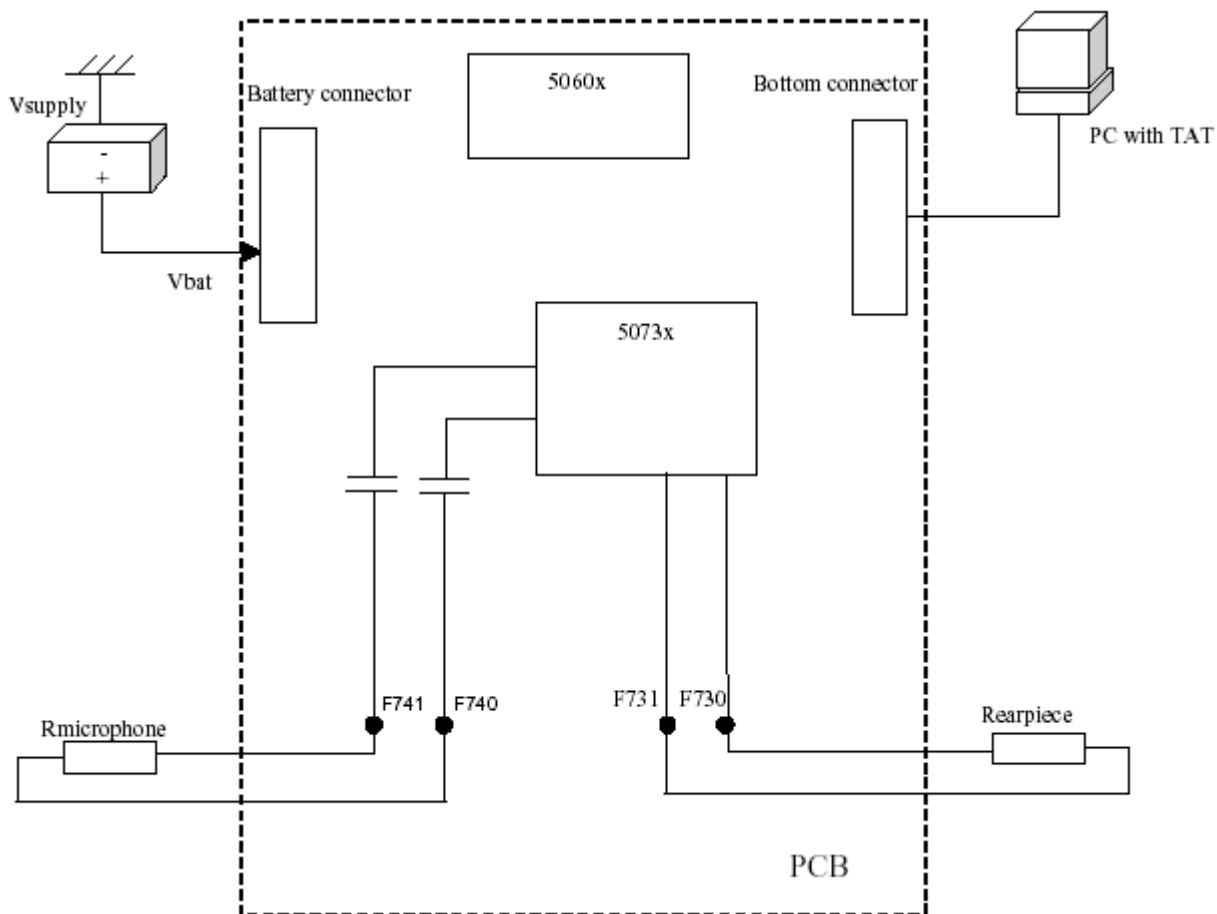 5060x
Battery connector
Bottom connector
Vsupply
-
+
PC with TAT
Vbat
5073x
F741
F740
F731
F730
Rmicrophone
Rearpiece
PCB